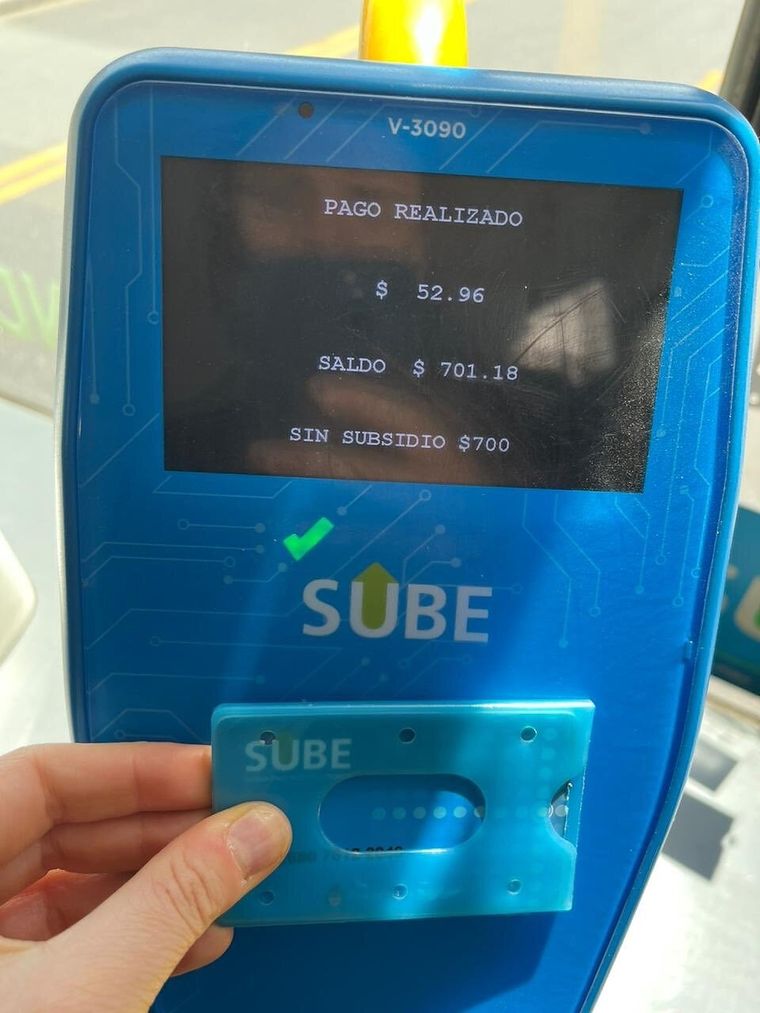 V-3090
PAGO REALIZADO
$ 52.96
SALDO $ 701.18
SIN SUBSIDIO $700
SUBE
SUBE